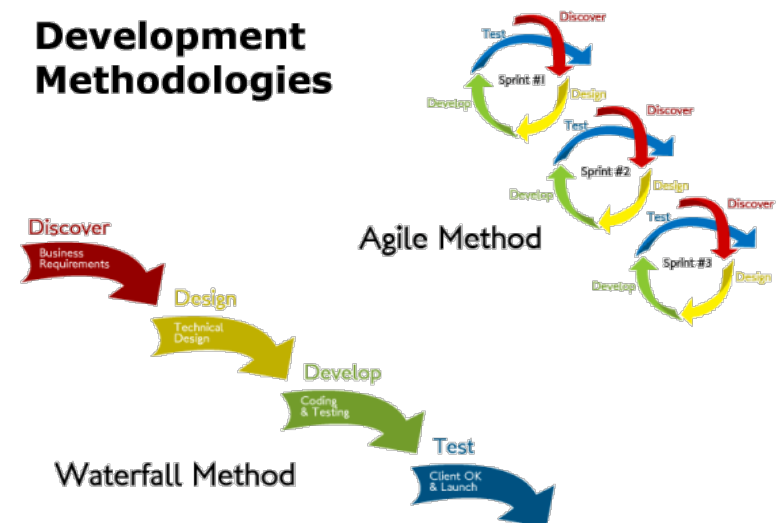 Development
Methodologies
Discover
Test
Sprint #1
Design
Develop
Discover
Test
Sprint #2
Design
Develop
Discover
Test
Sprint #3
Design
Develop
Agile Method
Discover
Business
Requirements
Design
Technical
Design
Develop
Coding
& Testing
Test
Client OK
& Launch
Waterfall Method